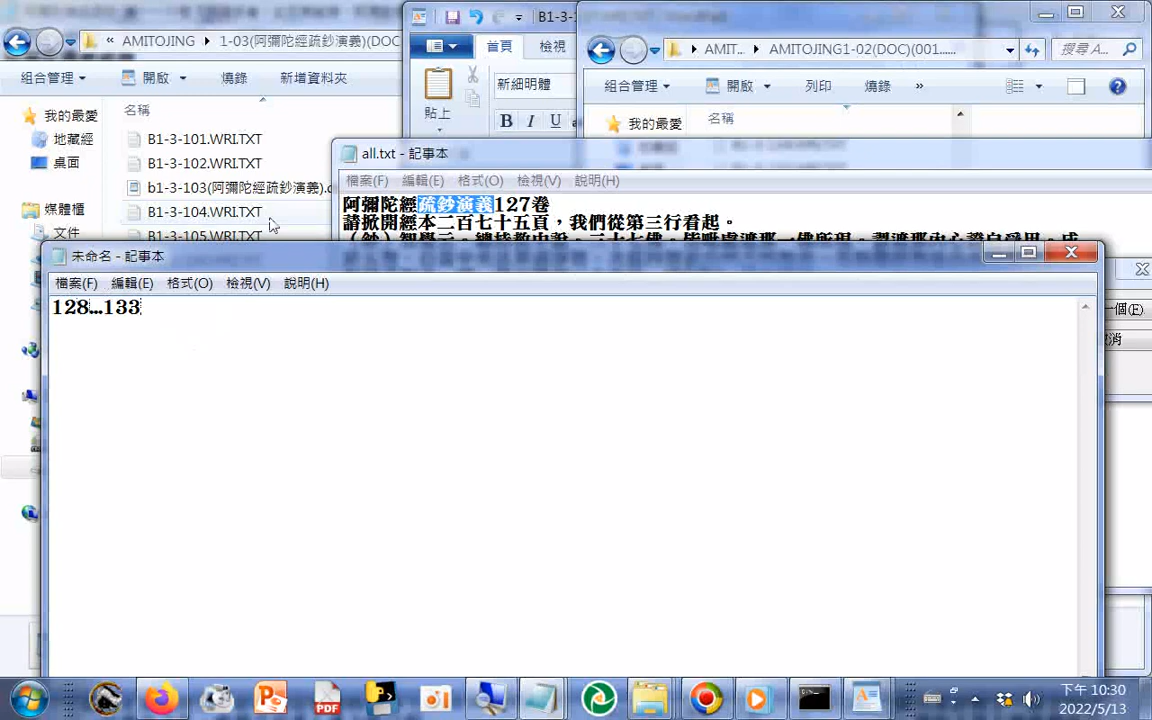 AMITOJING 1-03(阿彌陀經疏鈔演義)(DOC
組合管理 開啟 燒錄 新增資料夾
我的最愛
地藏經
桌面
媒體櫃
文件
名稱
B1-3-101.WRI.TXT
B1-3-102.WRI.TXT
b1-3-103(阿彌陀經疏鈔演義).d
B1-3-104.WRI.TXT
B1-3-105.WRI.TXT
B1-3-1
首頁 檢視
貼上
新細明體
B I U
AMIT... AMITOJING1-02(DOC)(001...... 搜尋 A...
組合管理 開啟 列印 燒錄 »
我的最愛 名稱
all.txt - 記事本
檔案(F) 編輯(E) 格式(O) 檢視(V) 說明(H)
阿彌陀經疏鈔演義127卷
請掀開經本二百七十五頁，我們從第三行看起。
一個(E)
取消
未命名 - 記事本
檔案(F) 編輯(E) 格式(O) 檢視(V) 說明(H)
128...133
下午 10:30
2022/5/13